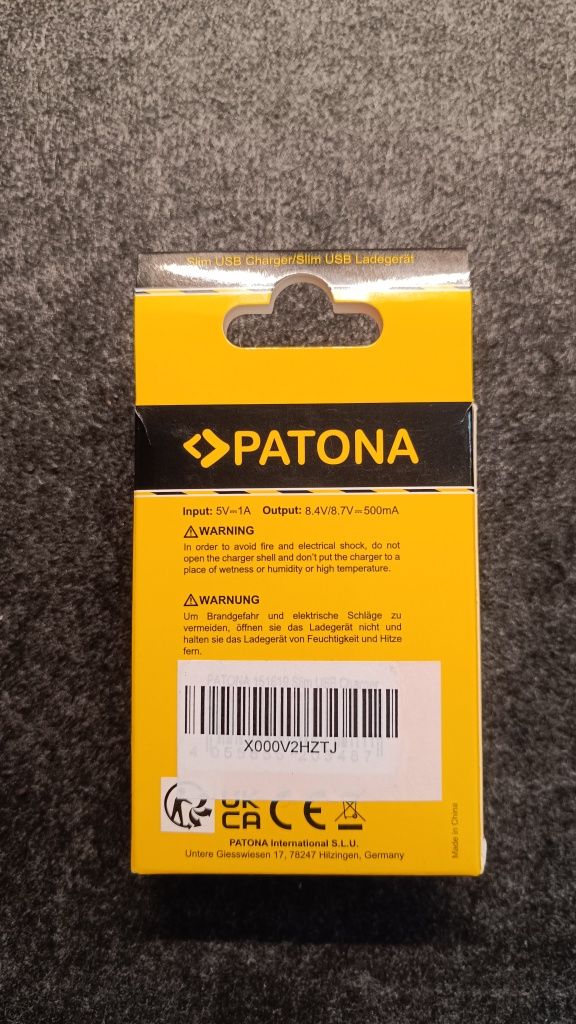 Slim USB Charger/Slim USB Ladegerät
PATONA
Input: 5V⎓1A Output: 8.4V/8.7V⎓500mA
WARNING
In order to avoid fire and electrical shock, do not
open the charger shell and don't put the charger to a
place of wetness or humidity or high temperature.
WARNUNG
Um Brandgefahr und elektrische Schläge zu
vermeiden, öffnen sie das Ladegerät nicht und
halten sie das Ladegerät von Feuchtigkeit und Hitze
fern.
PATONA Slim USB Charger
X000V2HZTJ
UK
CA CE
PATONA International S.L.U.
Untere Giesswiesen 17, 78247 Hilzingen, Germany
Made in China